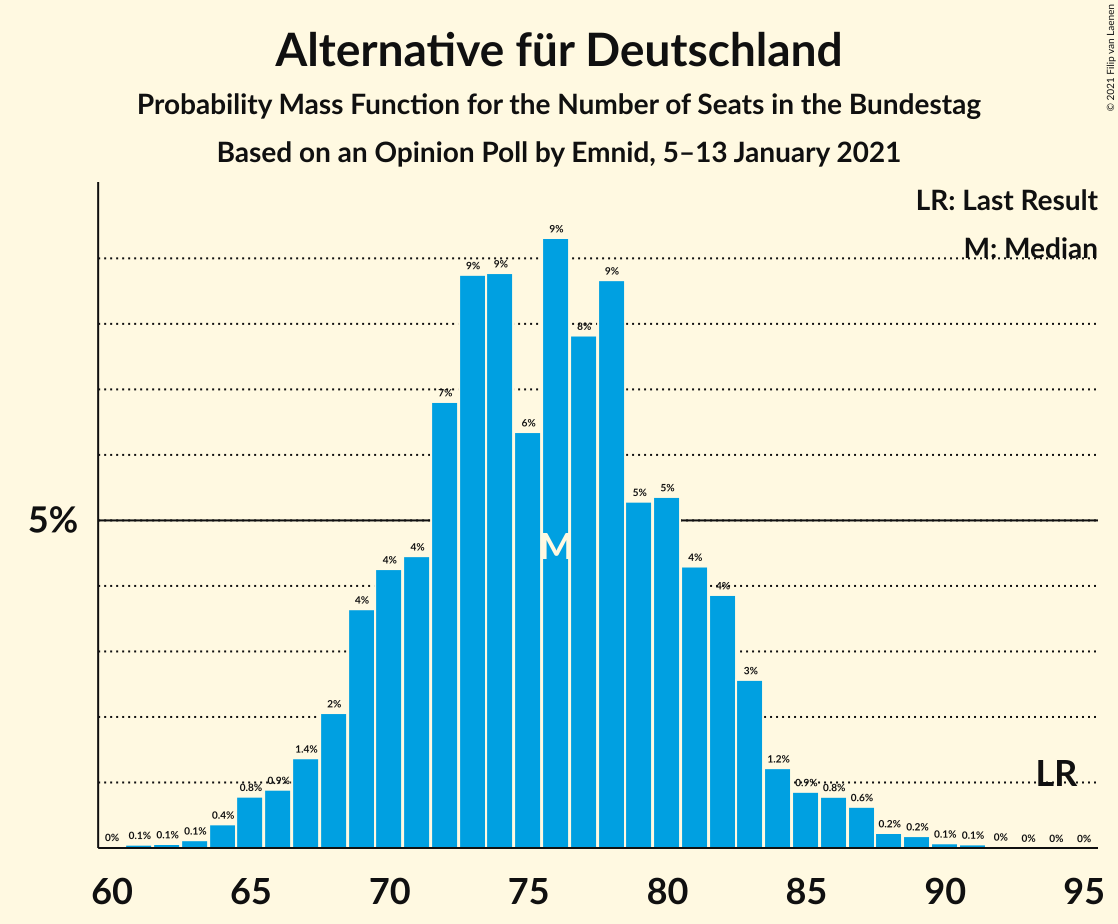 Alternative für Deutschland
Probability Mass Function for the Number of Seats in the Bundestag
Based on an Opinion Poll by Emnid, 5–13 January 2021
© 2021 Filip van Laenen
LR: Last Result
M: Median
5%
0% 0.1% 0.1% 0.1% 0.4% 0.8% 0.9% 1.4% 2% 4% 4% 4% 7% 9% 9% 6% 9% 8% 9% 5% 5% 4% 4% 3% 1.2% 0.9% 0.8% 0.6% 0.2% 0.2% 0.1% 0.1% 0% 0% 0% 0%
M
LR
60 65 70 75 80 85 90 95